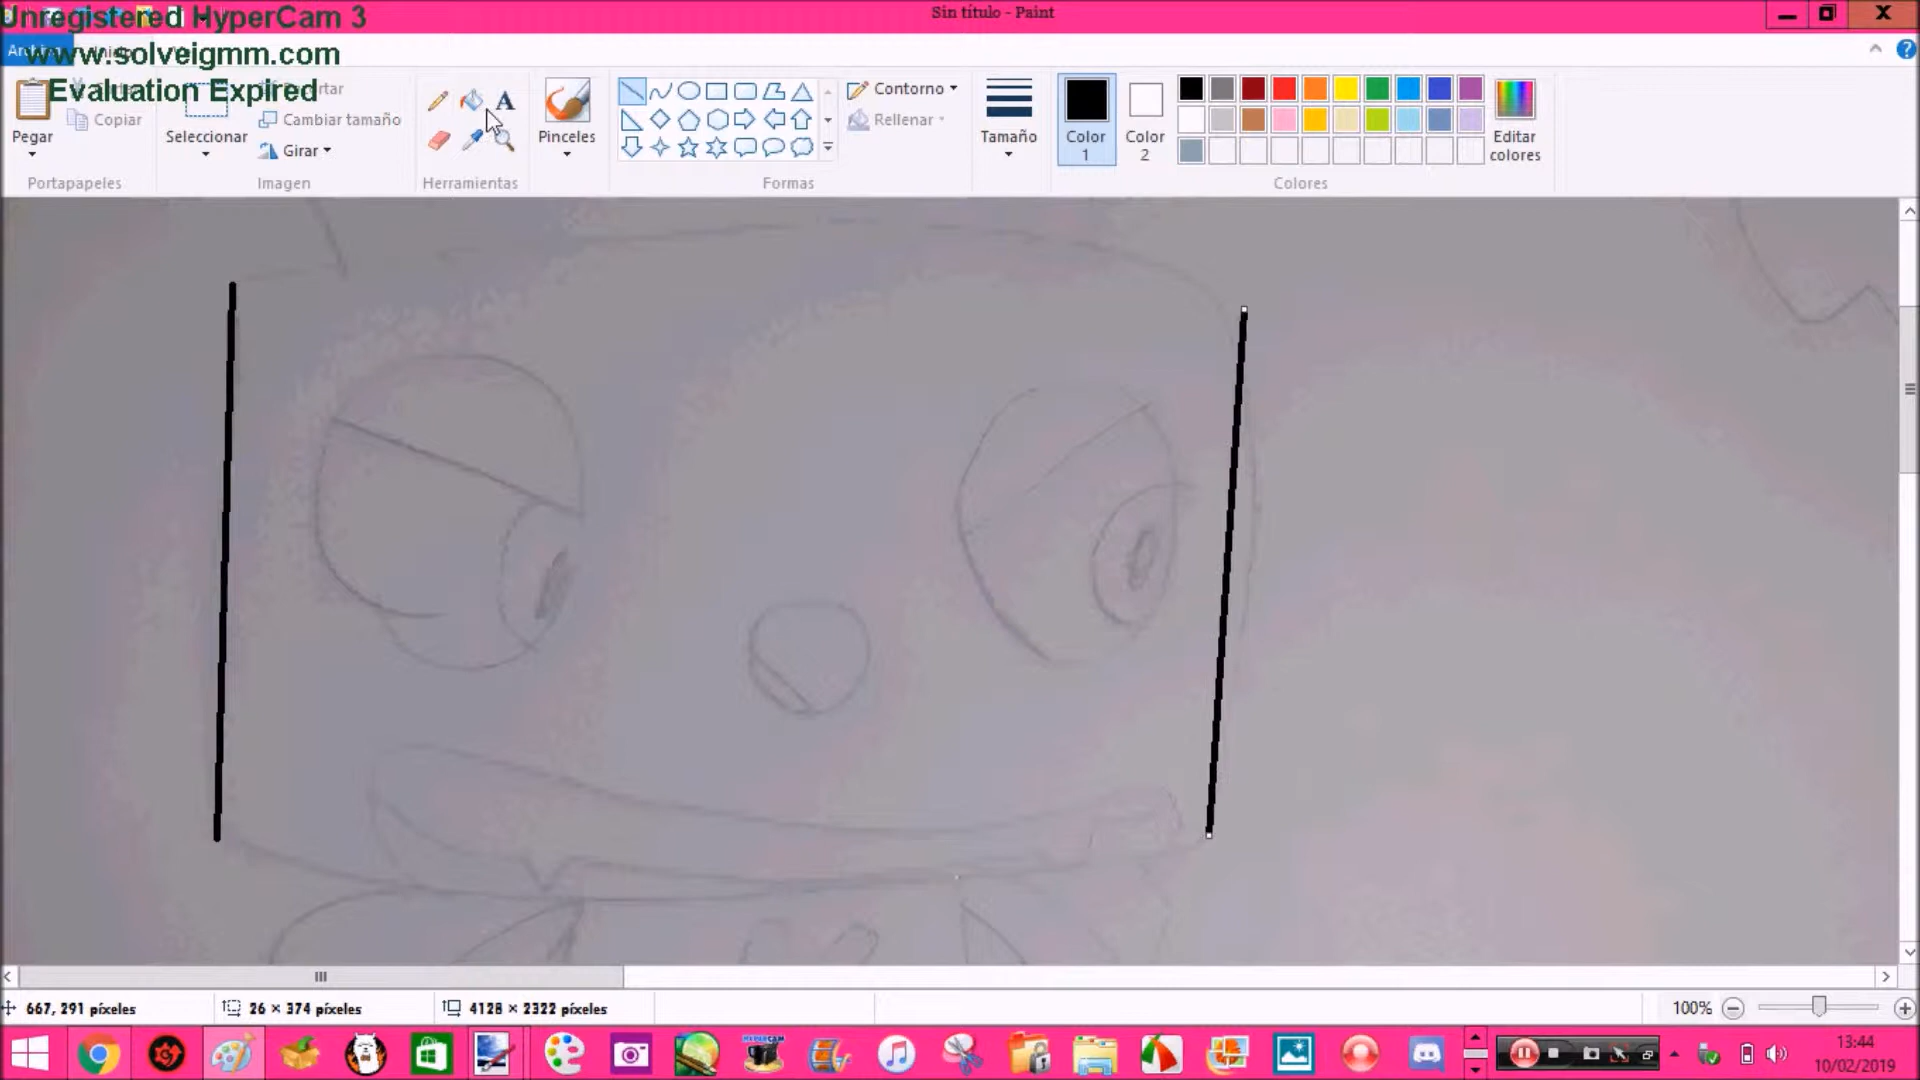 Unregistered HyperCam 3
Sin título - Paint
www.solveigmm.com
Evaluation Expired
Pegar
Copiar
Portapapeles
Seleccionar
Cambiar tamaño
Girar
Imagen
Herramientas
Pinceles
Formas
Contorno
Rellenar
Tamaño
Color 1
Color 2
Editar colores
Colores
667, 291 píxeles
26 × 374 píxeles
4128 × 2322 píxeles
100%
HYPERCAM
13:44
10/02/2019